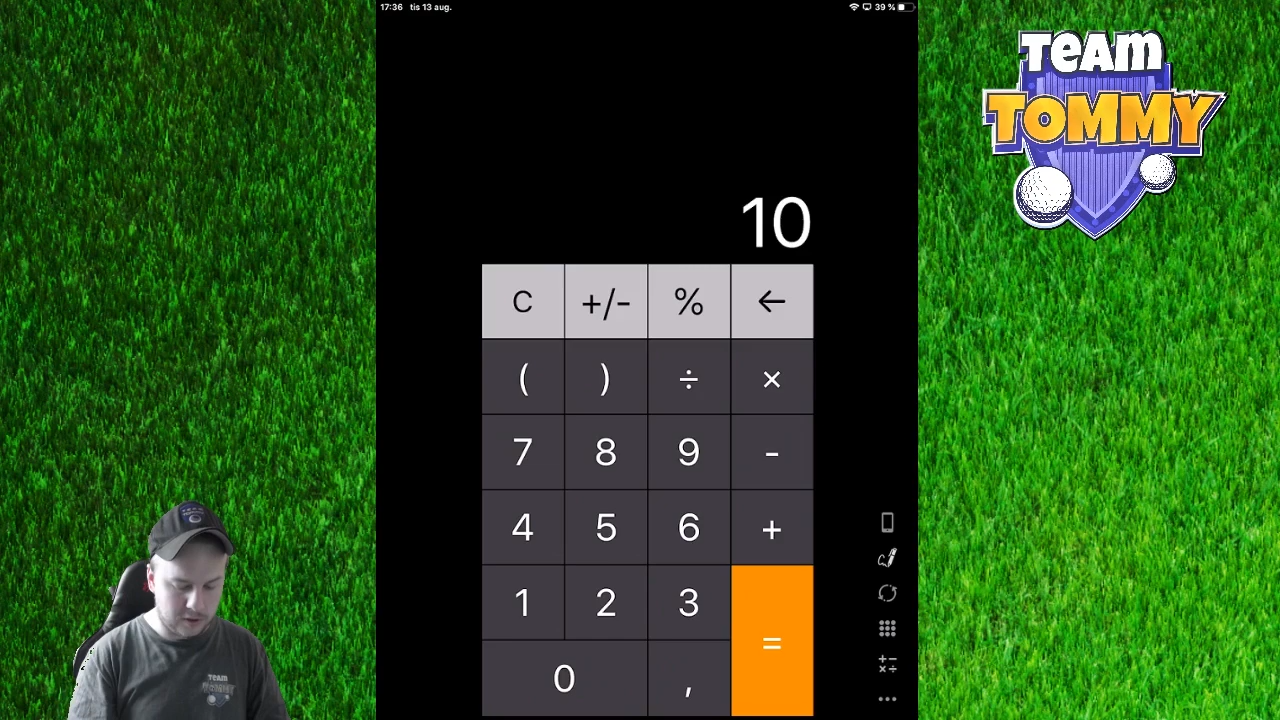 17:36 tis 13 aug.
39 %
TEAM
TOMMY
10
C +/- % ←
( ) ÷ ×
7 8 9 -
4 5 6 +
1 2 3 =
0 ,